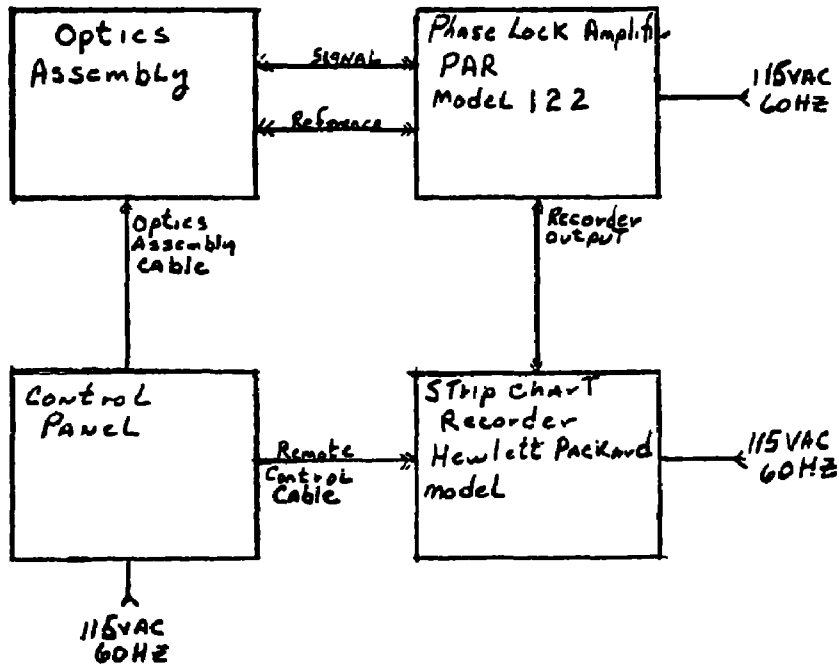 Optics
Assembly
Signal
Reference
Phase Lock Amplifie
PAR
Model 122
115VAC
60HZ
Optics
Assembly
Cable
Recorder
Output
Control
Panel
Remote
Control
Cable
Strip Chart
Recorder
Hewlett Packard
model
115VAC
60HZ
115VAC
60HZ